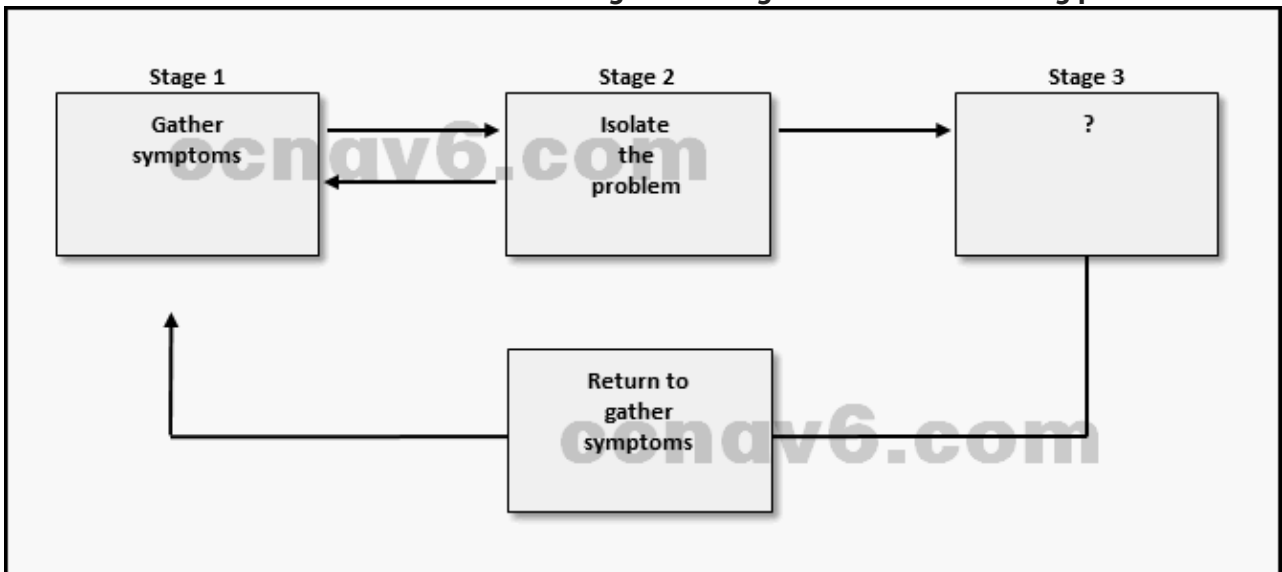 Stage 1
Stage 2
Stage 3
Gather
symptoms
Isolate
the
problem
?
ccnav6.com
Return to
gather
symptoms
ccnav6.com